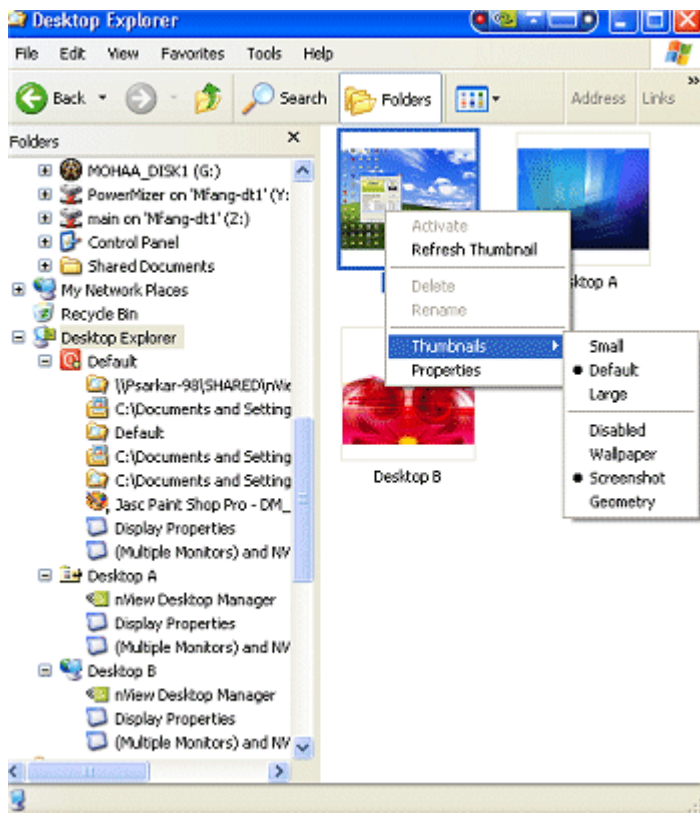 Desktop Explorer
File Edit View Favorites Tools Help
Back Search Folders Address Links
Folders
MOHAA_DISK1 (G:)
PowerMizer on 'Mfang-dt1' (Y:
main on 'Mfang-dt1' (Z:)
Control Panel
Shared Documents
My Network Places
Recycle Bin
Desktop Explorer
Default
\\Psarkar-98\SHARED\nVie
C:\Documents and Setting
Default
C:\Documents and Setting
C:\Documents and Setting
Jasc Paint Shop Pro - DM_
Display Properties
(Multiple Monitors) and NV
Desktop A
nView Desktop Manager
Display Properties
(Multiple Monitors) and NV
Desktop B
nView Desktop Manager
Display Properties
(Multiple Monitors) and NV
Activate
Refresh Thumbnail
Delete
Rename
Thumbnails
Properties
ktop A
Small
Default
Large
Disabled
Wallpaper
Screenshot
Geometry
Desktop B